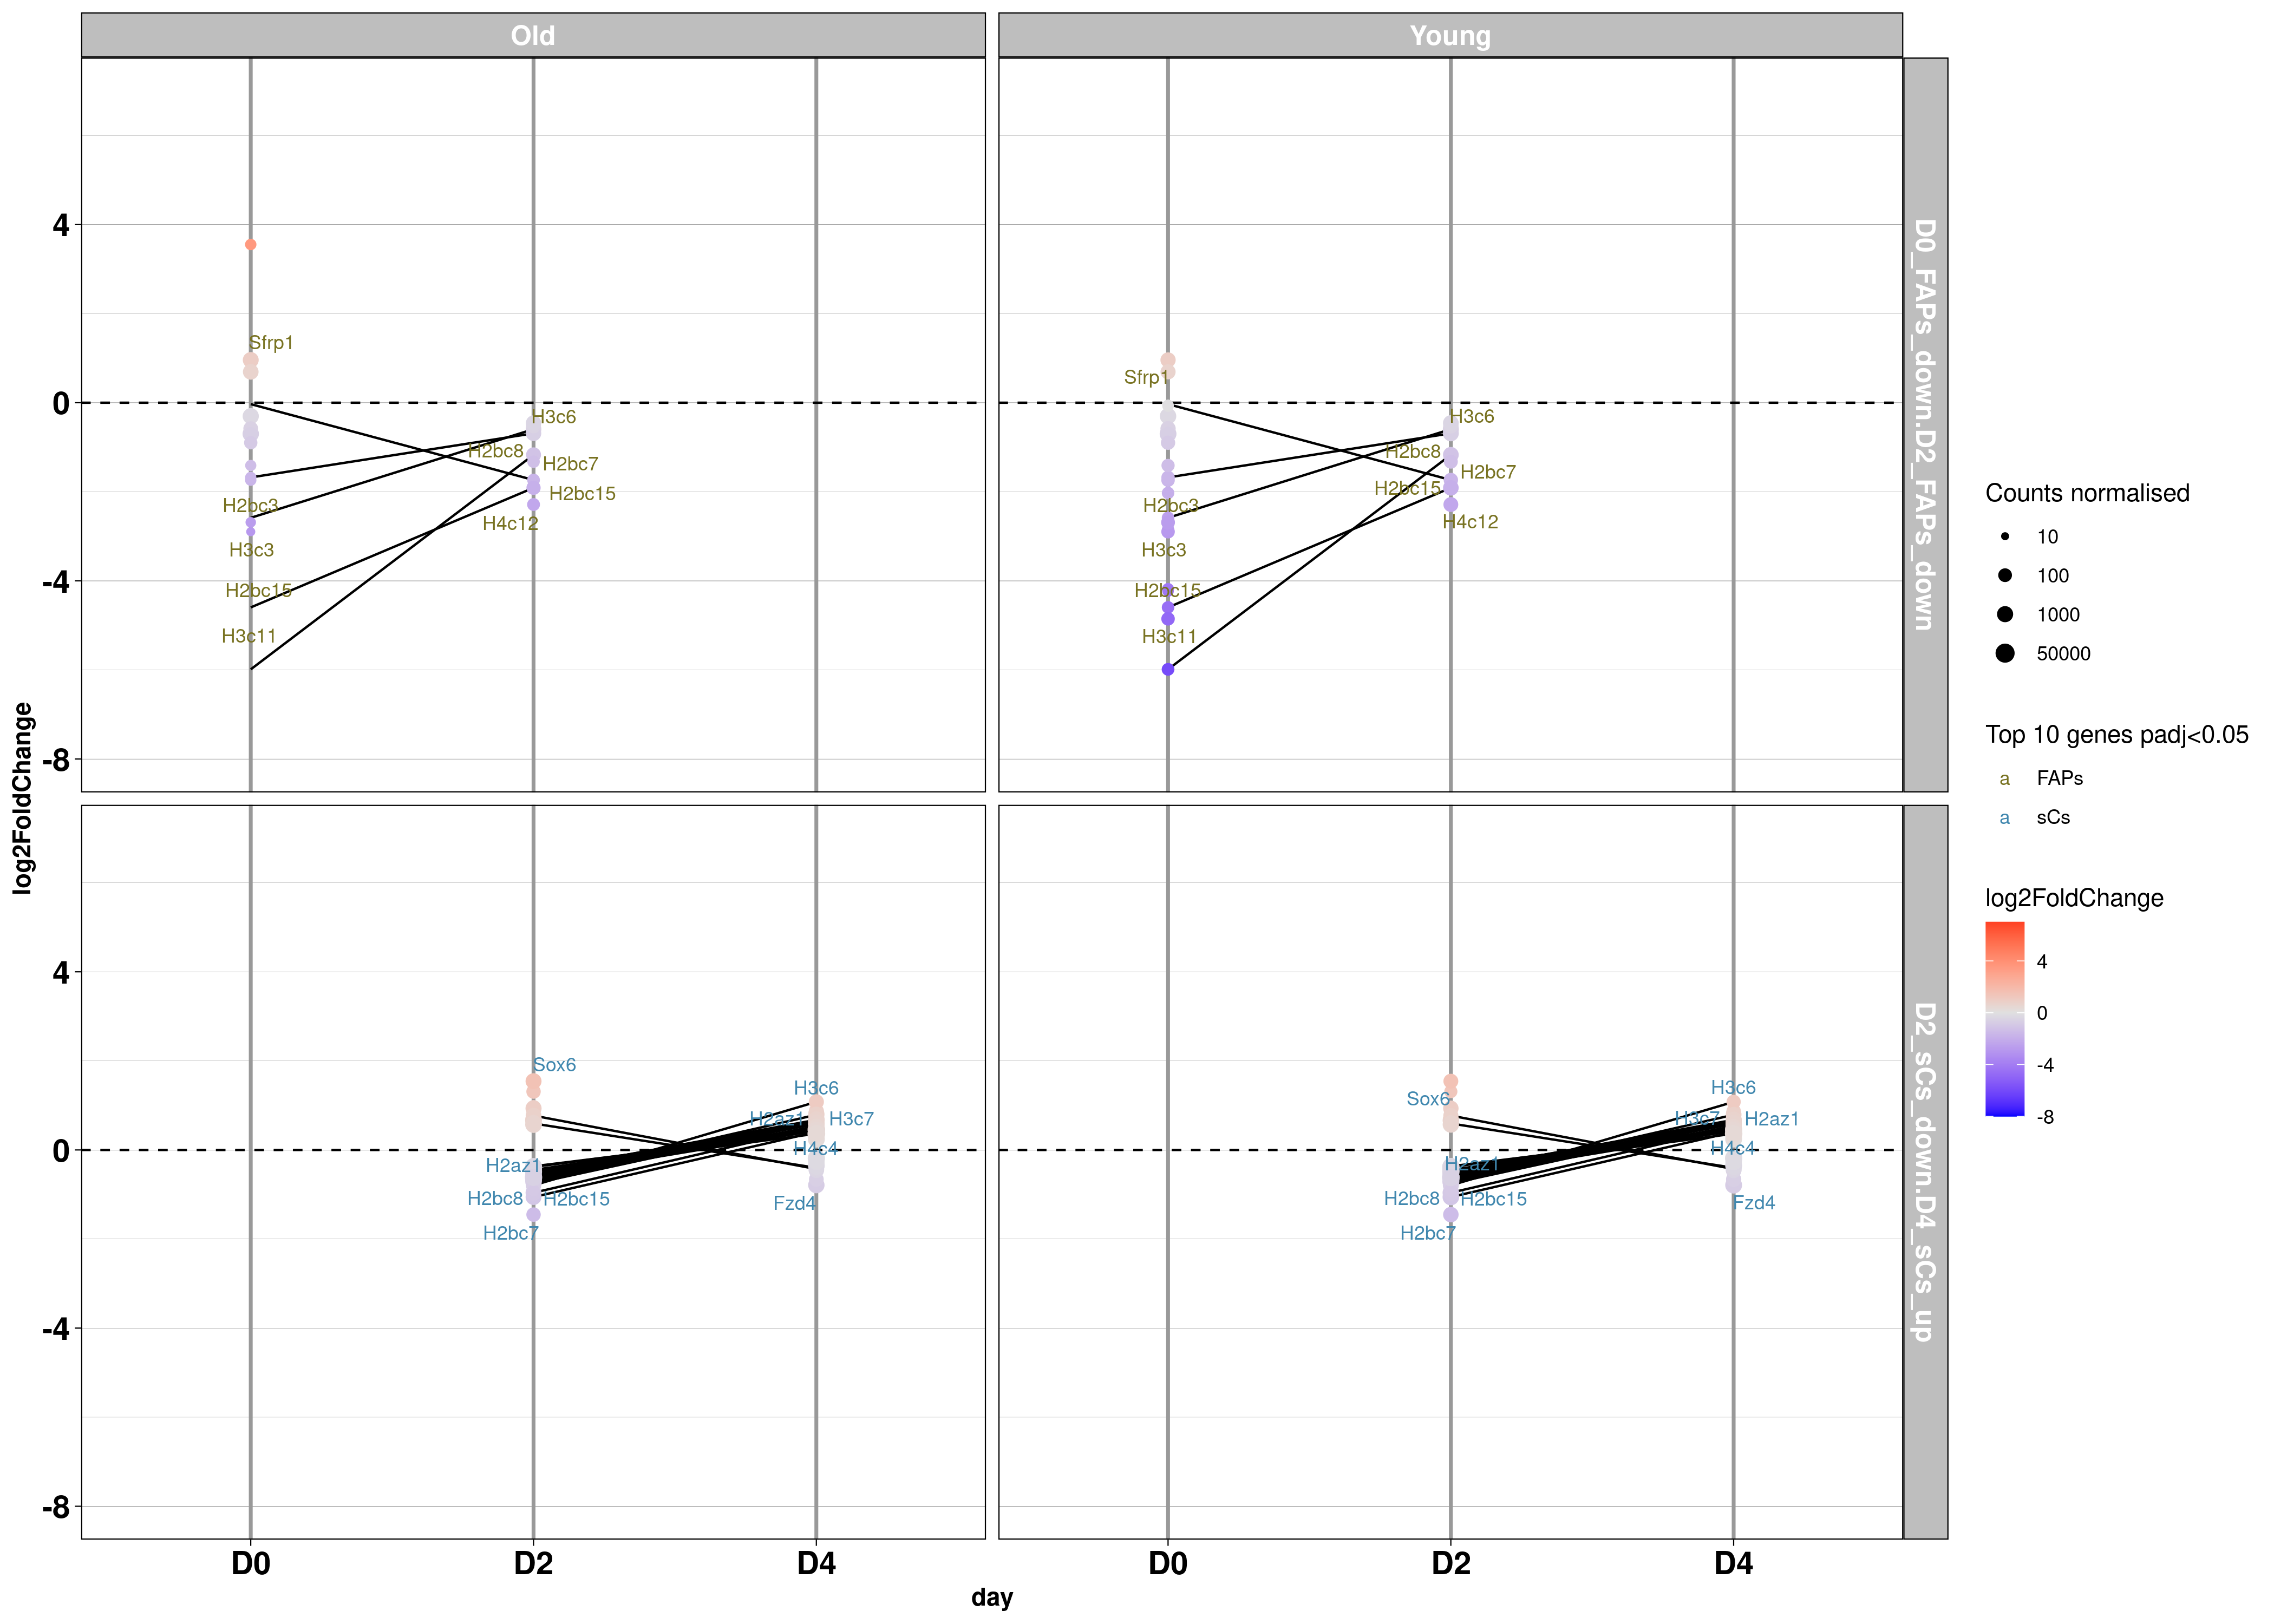 Old
Young
4
0
-4
-8
Sfrp1
H3c6
H2bc8
H2bc7
H2bc15
H4c12
H2bc3
H3c3
H2bc15
H3c11
Sfrp1
H3c6
H2bc8
H2bc7
H2bc15
H4c12
H2bc3
H3c3
H2bc15
H3c11
D0_FAPs_down.D2_FAPs_down
4
0
-4
-8
Sox6
H3c6
H2az1
H3c7
H4c4
H2az1
H2bc8
H2bc15
Fzd4
H2bc7
Sox6
H3c6
H3c7
H2az1
H4c4
H2az1
H2bc8
H2bc15
Fzd4
H2bc7
D2_sCs_down.D4_sCs_up
log2FoldChange
D0
D2
D4
D0
D2
D4
day
Counts normalised
10
100
1000
50000
Top 10 genes padj<0.05
a FAPs
a sCs
log2FoldChange
4
0
-4
-8